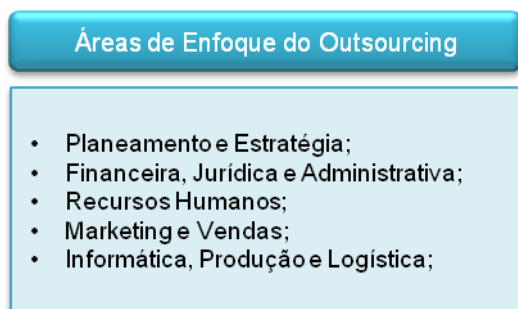 Áreas de Enfoque do Outsourcing
• Planeamento e Estratégia;
• Financeira, Jurídica e Administrativa;
• Recursos Humanos;
• Marketing e Vendas;
• Informática, Produção e Logística;